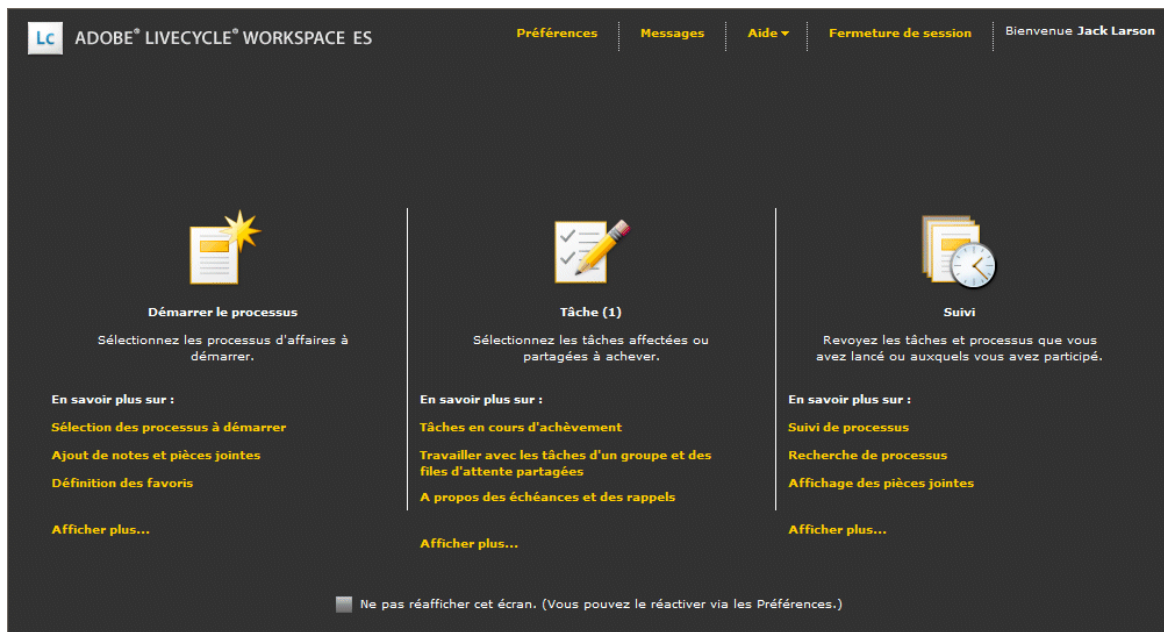 Lc ADOBE® LIVECYCLE® WORKSPACE ES
Préférences
Messages
Aide
Fermeture de session
Bienvenue Jack Larson
Démarrer le processus
Sélectionnez les processus d'affaires à
démarrer.
En savoir plus sur :
Sélection des processus à démarrer
Ajout de notes et pièces jointes
Définition des favoris
Afficher plus...
Tâche (1)
Sélectionnez les tâches affectées ou
partagées à achever.
En savoir plus sur :
Tâches en cours d'achèvement
Travailler avec les tâches d'un groupe et des
files d'attente partagées
A propos des échéances et des rappels
Afficher plus...
Suivi
Revoyez les tâches et processus que vous
avez lancé ou auxquels vous avez participé.
En savoir plus sur :
Suivi de processus
Recherche de processus
Affichage des pièces jointes
Afficher plus...
Ne pas réafficher cet écran. (Vous pouvez le réactiver via les Préférences.)